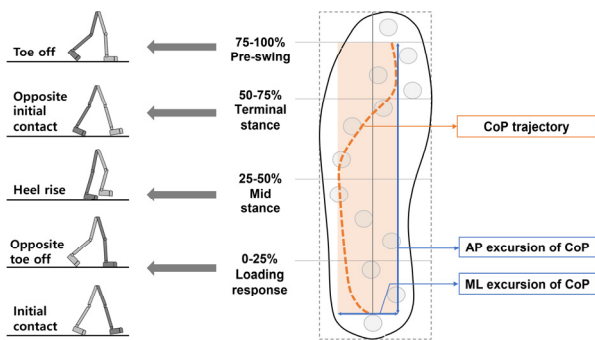 Toe off
75-100%
Pre-swing
Opposite
initial
contact
50-75%
Terminal
stance
CoP trajectory
Heel rise
25-50%
Mid
stance
Opposite
toe off
0-25%
Loading
response
AP excursion of CoP
ML excursion of CoP
Initial
contact